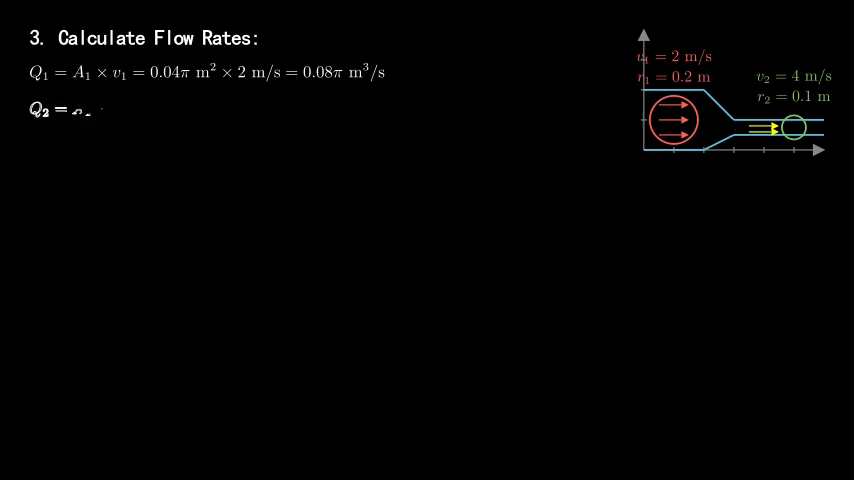 3. Calculate Flow Rates:
Q₁ = A₁ × v₁ = 0.04π m² × 2 m/s = 0.08π m³/s
Q₂ =
v₁ = 2 m/s
r₁ = 0.2 m
v₂ = 4 m/s
r₂ = 0.1 m